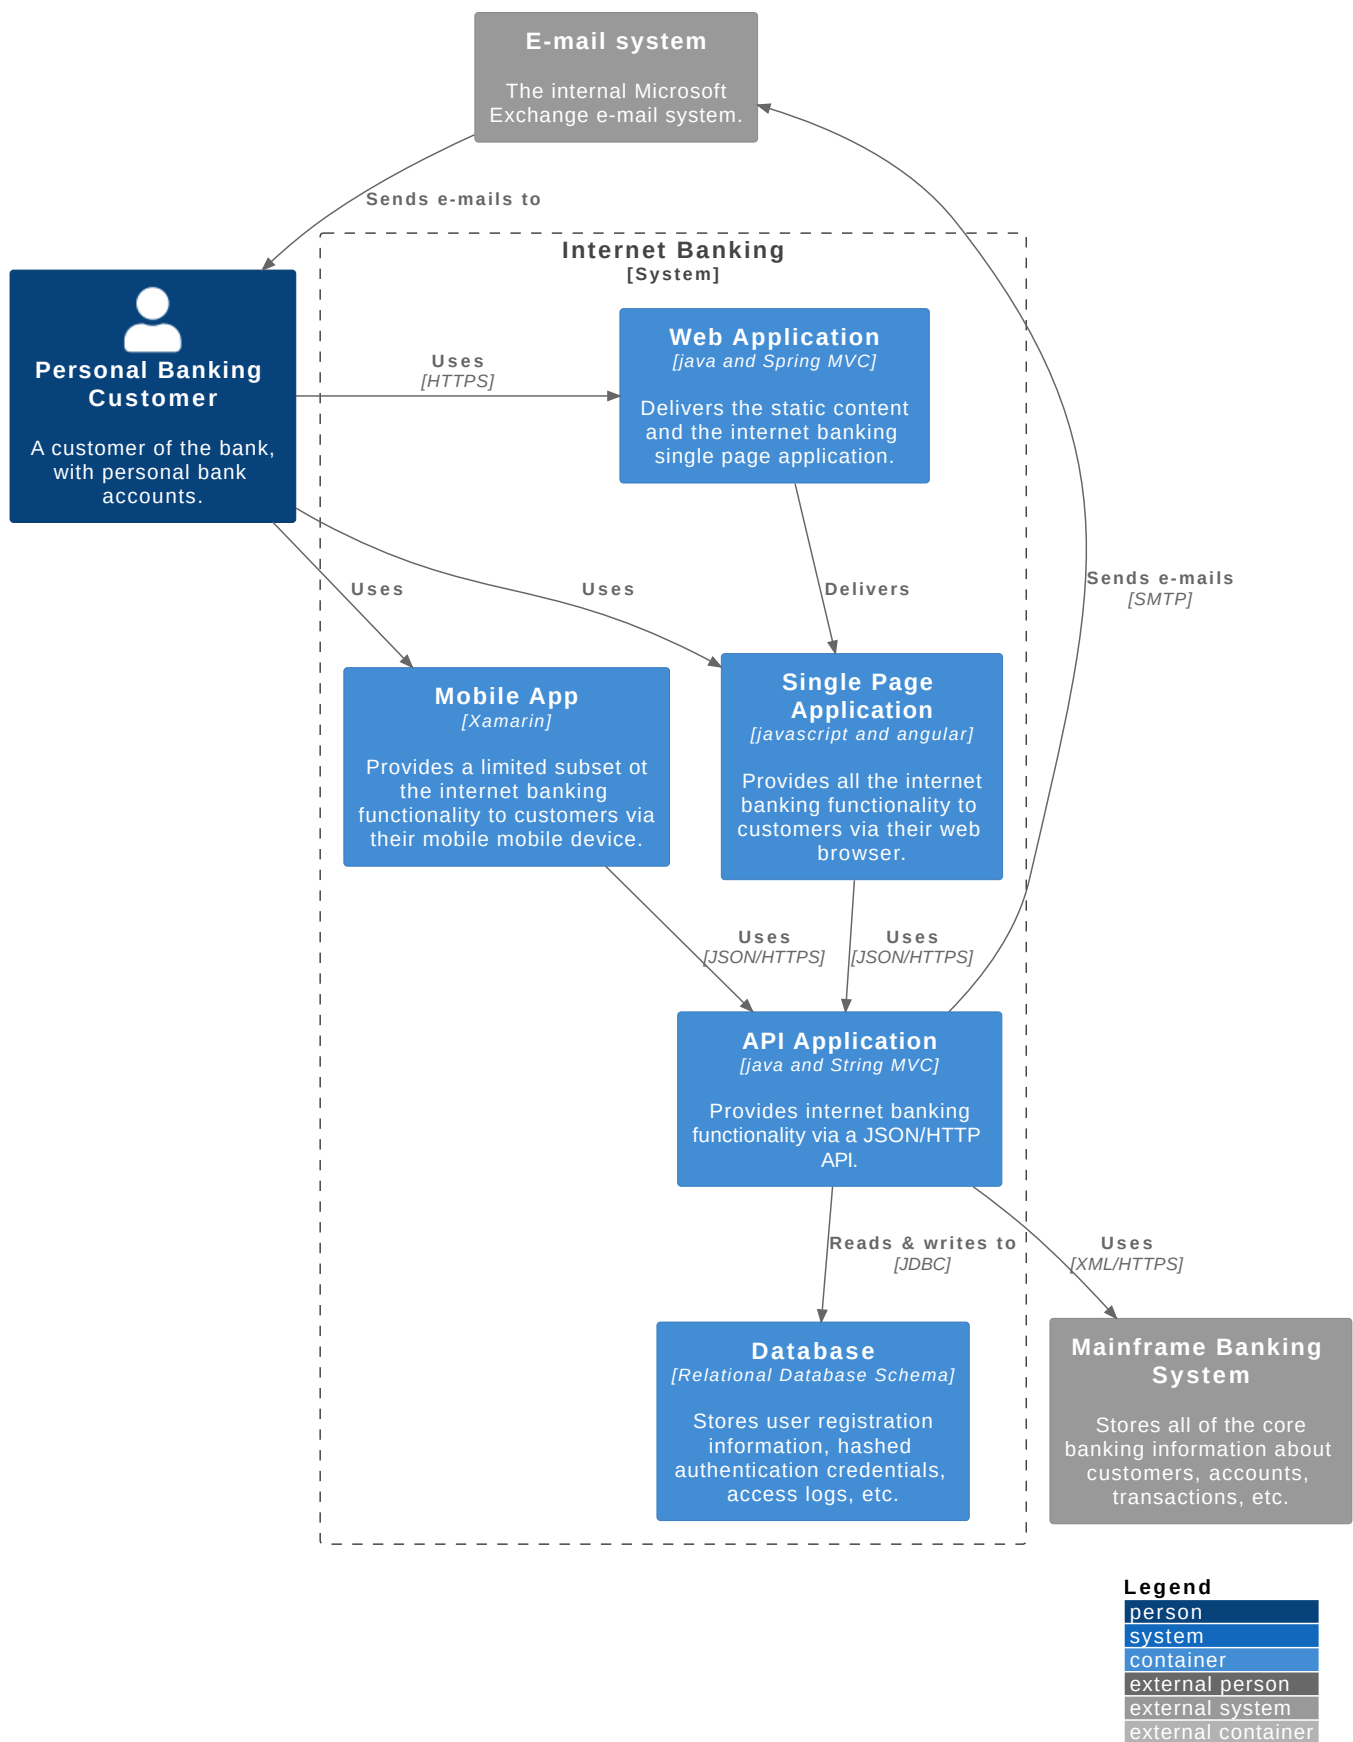 E-mail system
The internal Microsoft
Exchange e-mail system.
Sends e-mails to
Internet Banking
[System]
Personal Banking
Customer
A customer of the bank,
with personal bank
accounts.
Uses
[HTTPS]
Web Application
[java and Spring MVC]
Delivers the static content
and the internet banking
single page application.
Uses
Uses
Delivers
Sends e-mails
[SMTP]
Mobile App
[Xamarin]
Provides a limited subset ot
the internet banking
functionality to customers via
their mobile mobile device.
Single Page
Application
[javascript and angular]
Provides all the internet
banking functionality to
customers via their web
browser.
Uses
[JSON/HTTPS]
Uses
[JSON/HTTPS]
API Application
[java and String MVC]
Provides internet banking
functionality via a JSON/HTTP
API.
Reads & writes to
[JDBC]
Uses
[XML/HTTPS]
Database
[Relational Database Schema]
Stores user registration
information, hashed
authentication credentials,
access logs, etc.
Mainframe Banking
System
Stores all of the core
banking information about
customers, accounts,
transactions, etc.
Legend
person
system
container
external person
external system
external container